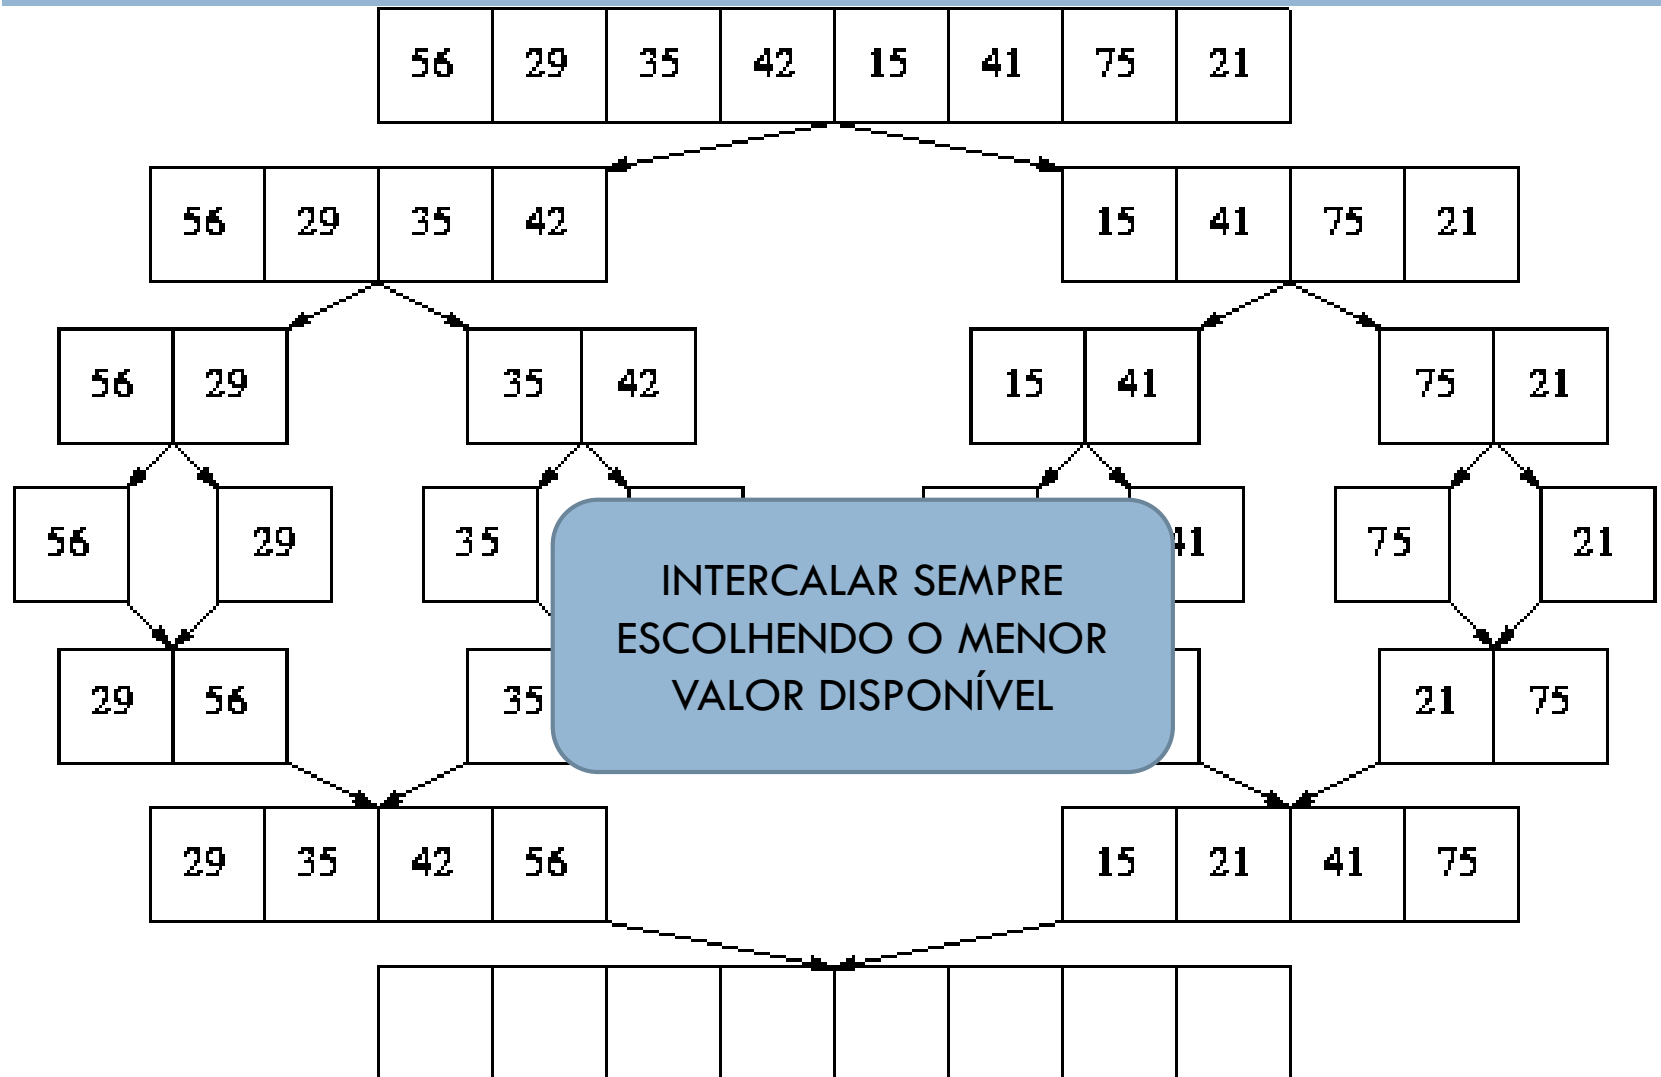 56 29 35 42 15 41 75 21
56 29 35 42 15 41 75 21
56 29 35 42 15 41 75 21
56 29 35 41 75 21
INTERCALAR SEMPRE
ESCOLHENDO O MENOR
VALOR DISPONÍVEL
29 56 35 21 75
29 35 42 56 15 21 41 75